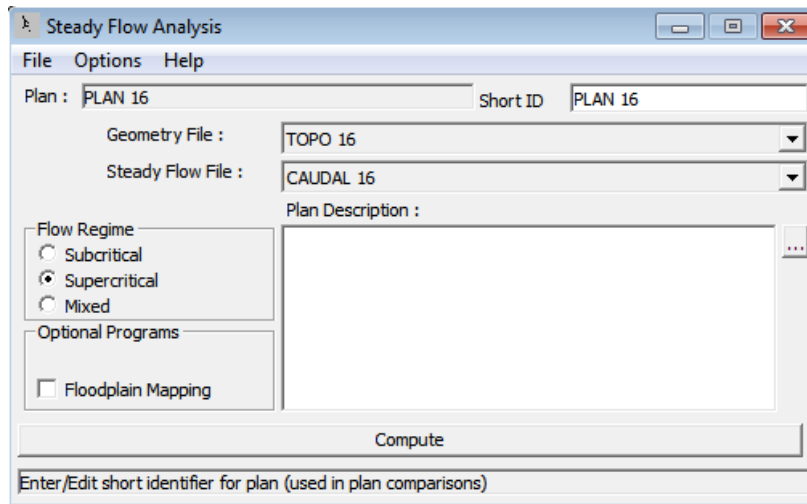 Steady Flow Analysis
File Options Help
Plan : PLAN 16 Short ID PLAN 16
Geometry File : TOPO 16
Steady Flow File : CAUDAL 16
Plan Description :
Flow Regime
Subcritical
Supercritical
Mixed
...
Optional Programs
Floodplain Mapping
Compute
Enter/Edit short identifier for plan (used in plan comparisons)